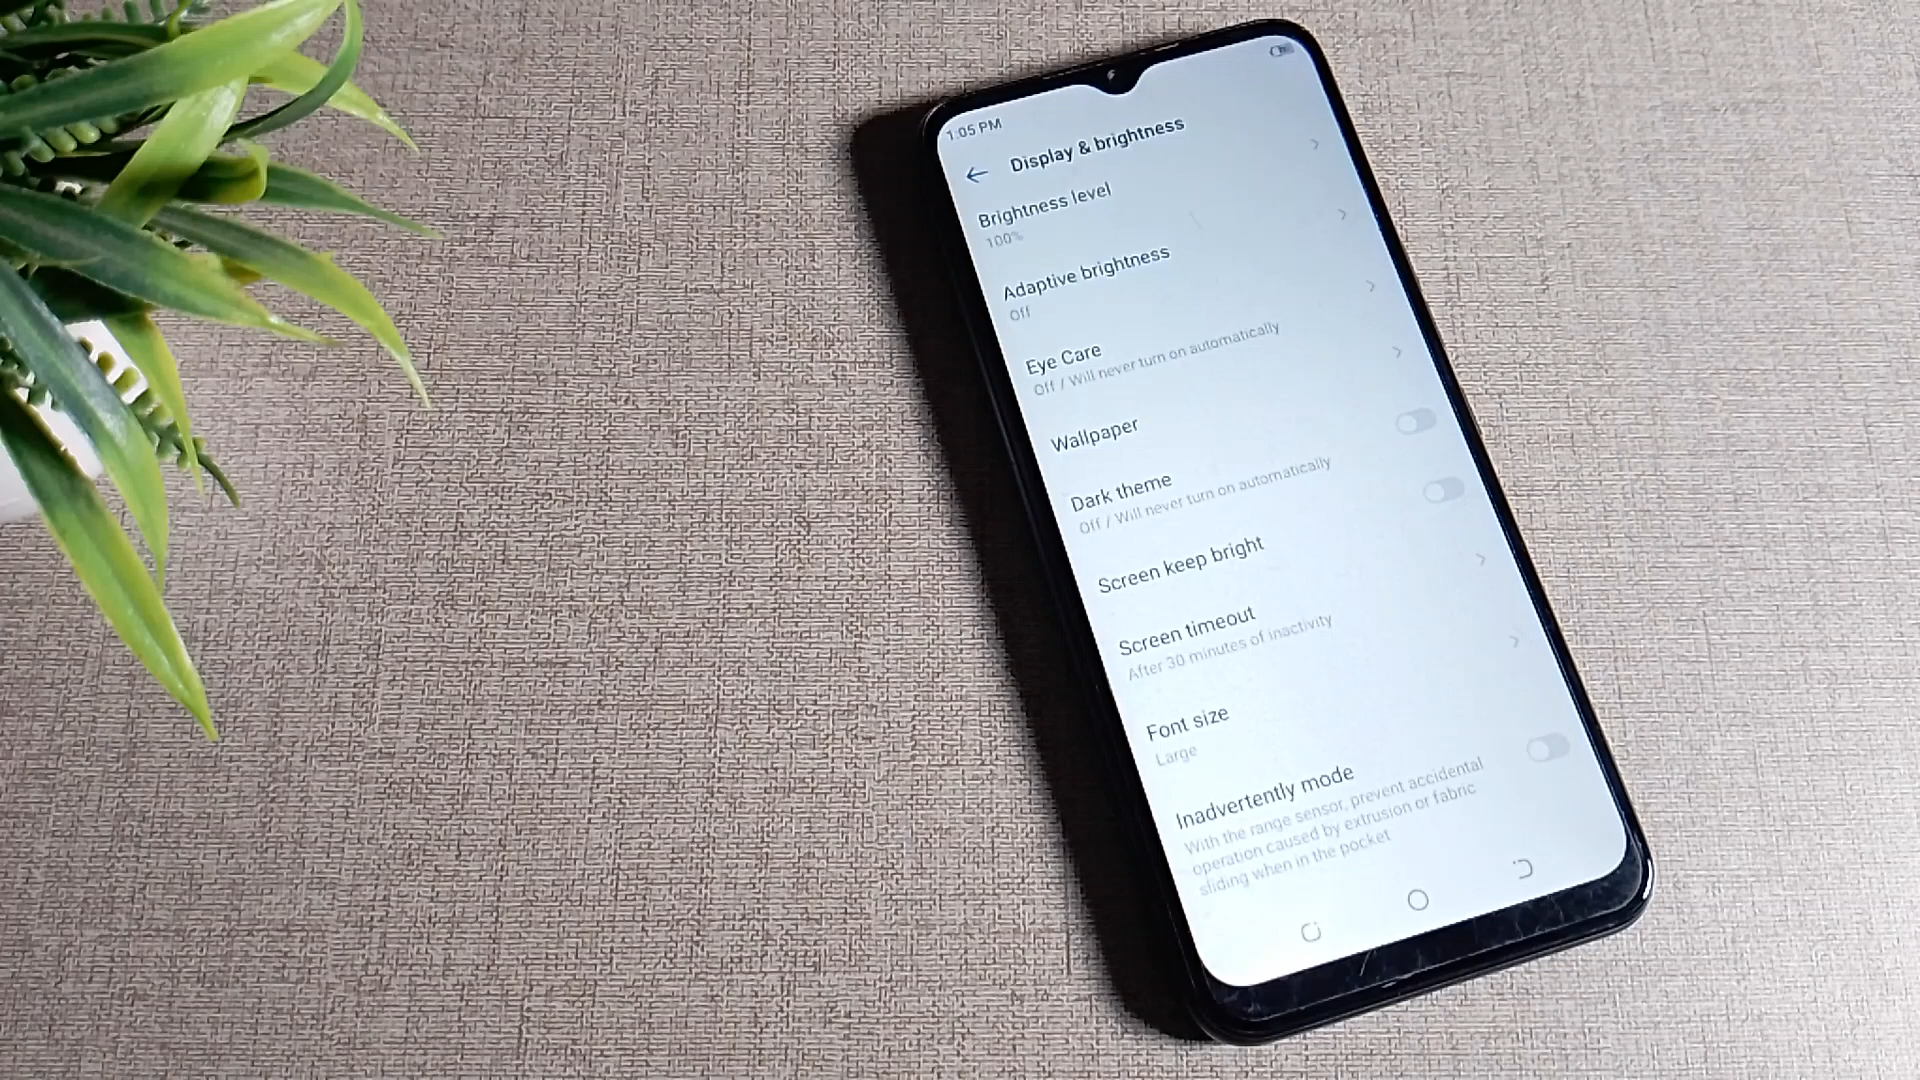 1:05 PM
Display & brightness
Brightness level
100%
Adaptive brightness
Off
Eye Care
Off / Will never turn on automatically
Wallpaper
Dark theme
Off / Will never turn on automatically
Screen keep bright
Screen timeout
After 30 minutes of inactivity
Font size
Large
Inadvertently mode
With the range sensor, prevent accidental
operation caused by extrusion or fabric
sliding when in the pocket